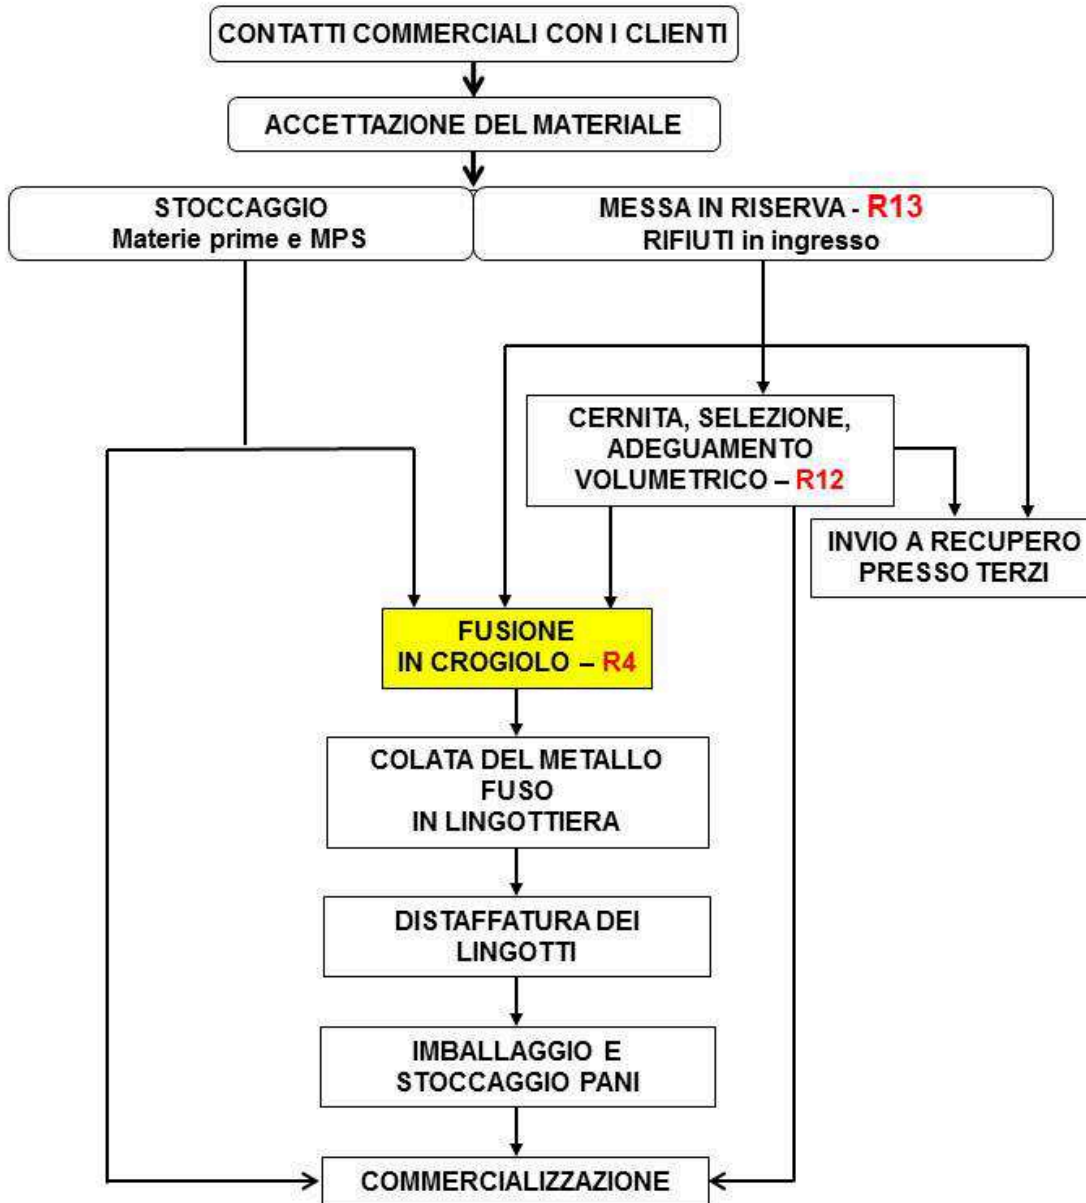 CONTATTI COMMERCIALI CON I CLIENTI
ACCETTAZIONE DEL MATERIALE
STOCCAGGIO
Materie prime e MPS
MESSA IN RISERVA - R13
RIFIUTI in ingresso
CERNITA, SELEZIONE,
ADEGUAMENTO
VOLUMETRICO – R12
INVIO A RECUPERO
PRESSO TERZI
FUSIONE
IN CROGIOLO – R4
COLATA DEL METALLO
FUSO
IN LINGOTTIERA
DISTAFFATURA DEI
LINGOTTI
IMBALLAGGIO E
STOCCAGGIO PANI
COMMERCIALIZZAZIONE